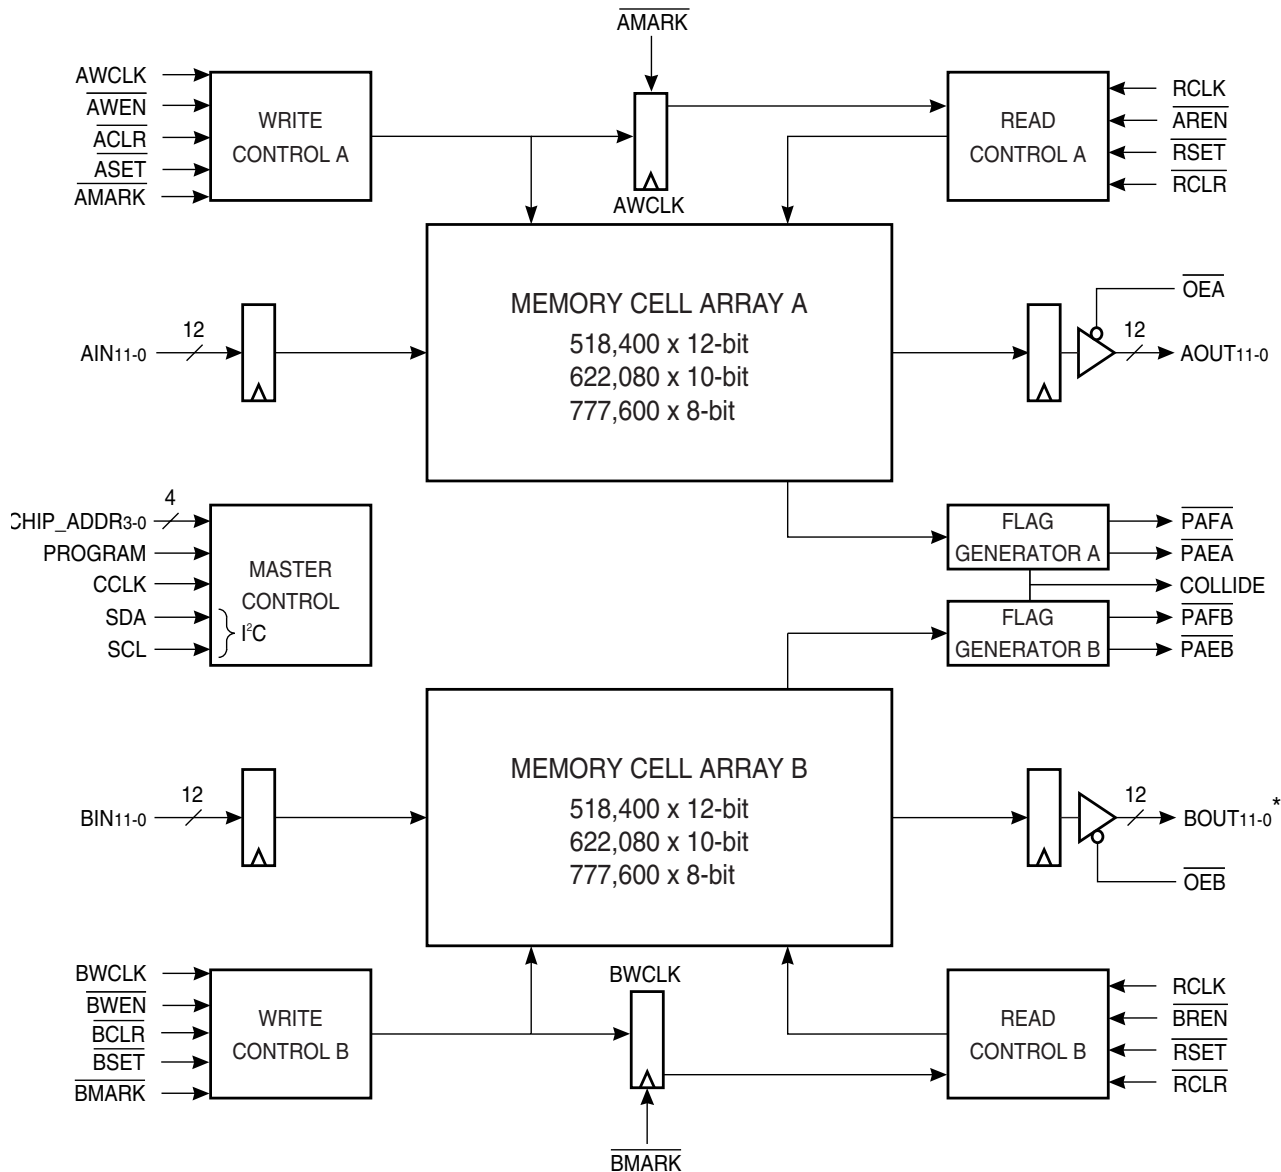 AMARK
AWCLK
AWEN
ACLR
ASET
AMARK
WRITE
CONTROL A
AWCLK
READ
CONTROL A
RCLK
AREN
RSET
RCLR
AIN11-0
12
MEMORY CELL ARRAY A
518,400 x 12-bit
622,080 x 10-bit
777,600 x 8-bit
OEA
12
AOUT11-0
CHIP_ADDR3-0
4
PROGRAM
CCLK
SDA
SCL
I²C
MASTER
CONTROL
FLAG
GENERATOR A
PAFA
PAEA
COLLIDE
FLAG
GENERATOR B
PAFB
PAEB
BIN11-0
12
MEMORY CELL ARRAY B
518,400 x 12-bit
622,080 x 10-bit
777,600 x 8-bit
12
BOUT11-0*
OEB
BWCLK
BWEN
BCLR
BSET
BMARK
WRITE
CONTROL B
BWCLK
READ
CONTROL B
RCLK
BREN
RSET
RCLR
BMARK